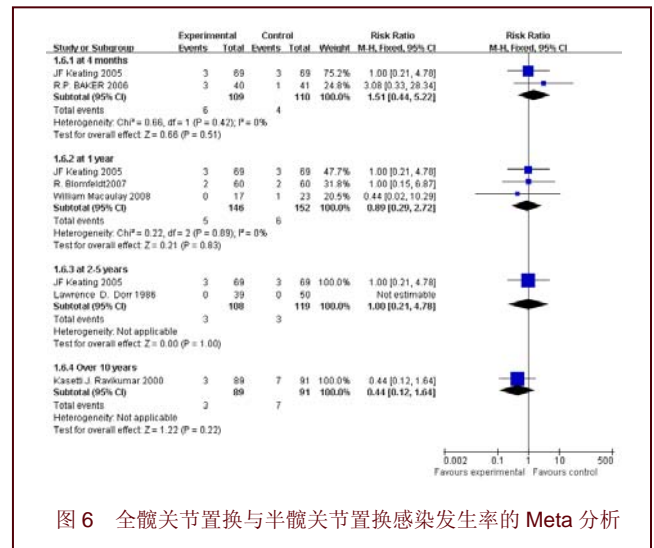 Experimental Control Risk Ratio Risk Ratio
Study or Subgroup Events Total Events Total Weight M-H, Fixed, 95% CI M-H, Fixed, 95% CI
1.6.1 at 4 months
JF Keating 2005 3 69 3 69 75.2% 1.00 [0.21, 4.78]
R.P. BAKER 2006 3 40 1 41 24.8% 3.08 [0.33, 28.34]
Subtotal (95% CI) 109 110 100.0% 1.51 [0.44, 5.22]
Total events 6 4
Heterogeneity: Chi² = 0.66, df = 1 (P = 0.42); I² = 0%
Test for overall effect: Z = 0.66 (P = 0.51)
1.6.2 at 1 year
JF Keating 2005 3 69 3 69 47.7% 1.00 [0.21, 4.78]
R. Blomfeldt2007 2 60 2 60 31.8% 1.00 [0.15, 6.87]
William Macaulay 2008 0 17 1 23 20.5% 0.44 [0.02, 10.29]
Subtotal (95% CI) 146 152 100.0% 0.89 [0.29, 2.72]
Total events 5 6
Heterogeneity: Chi² = 0.22, df = 2 (P = 0.89); I² = 0%
Test for overall effect: Z = 0.21 (P = 0.83)
1.6.3 at 2-5 years
JF Keating 2005 3 69 3 69 100.0% 1.00 [0.21, 4.78]
Lawrence D. Dorr 1986 0 39 0 50 Not estimable
Subtotal (95% CI) 108 119 100.0% 1.00 [0.21, 4.78]
Total events 3 3
Heterogeneity: Not applicable
Test for overall effect: Z = 0.00 (P = 1.00)
1.6.4 Over 10 years
Kasetti J. Ravikumar 2000 3 89 7 91 100.0% 0.44 [0.12, 1.64]
Subtotal (95% CI) 89 91 100.0% 0.44 [0.12, 1.64]
Total events 3 7
Heterogeneity: Not applicable
Test for overall effect: Z = 1.22 (P = 0.22)
0.002 0.1 1 10 500
Favours experimental Favours control
图 6 全髋关节置换与半髋关节置换感染发生率的 Meta 分析